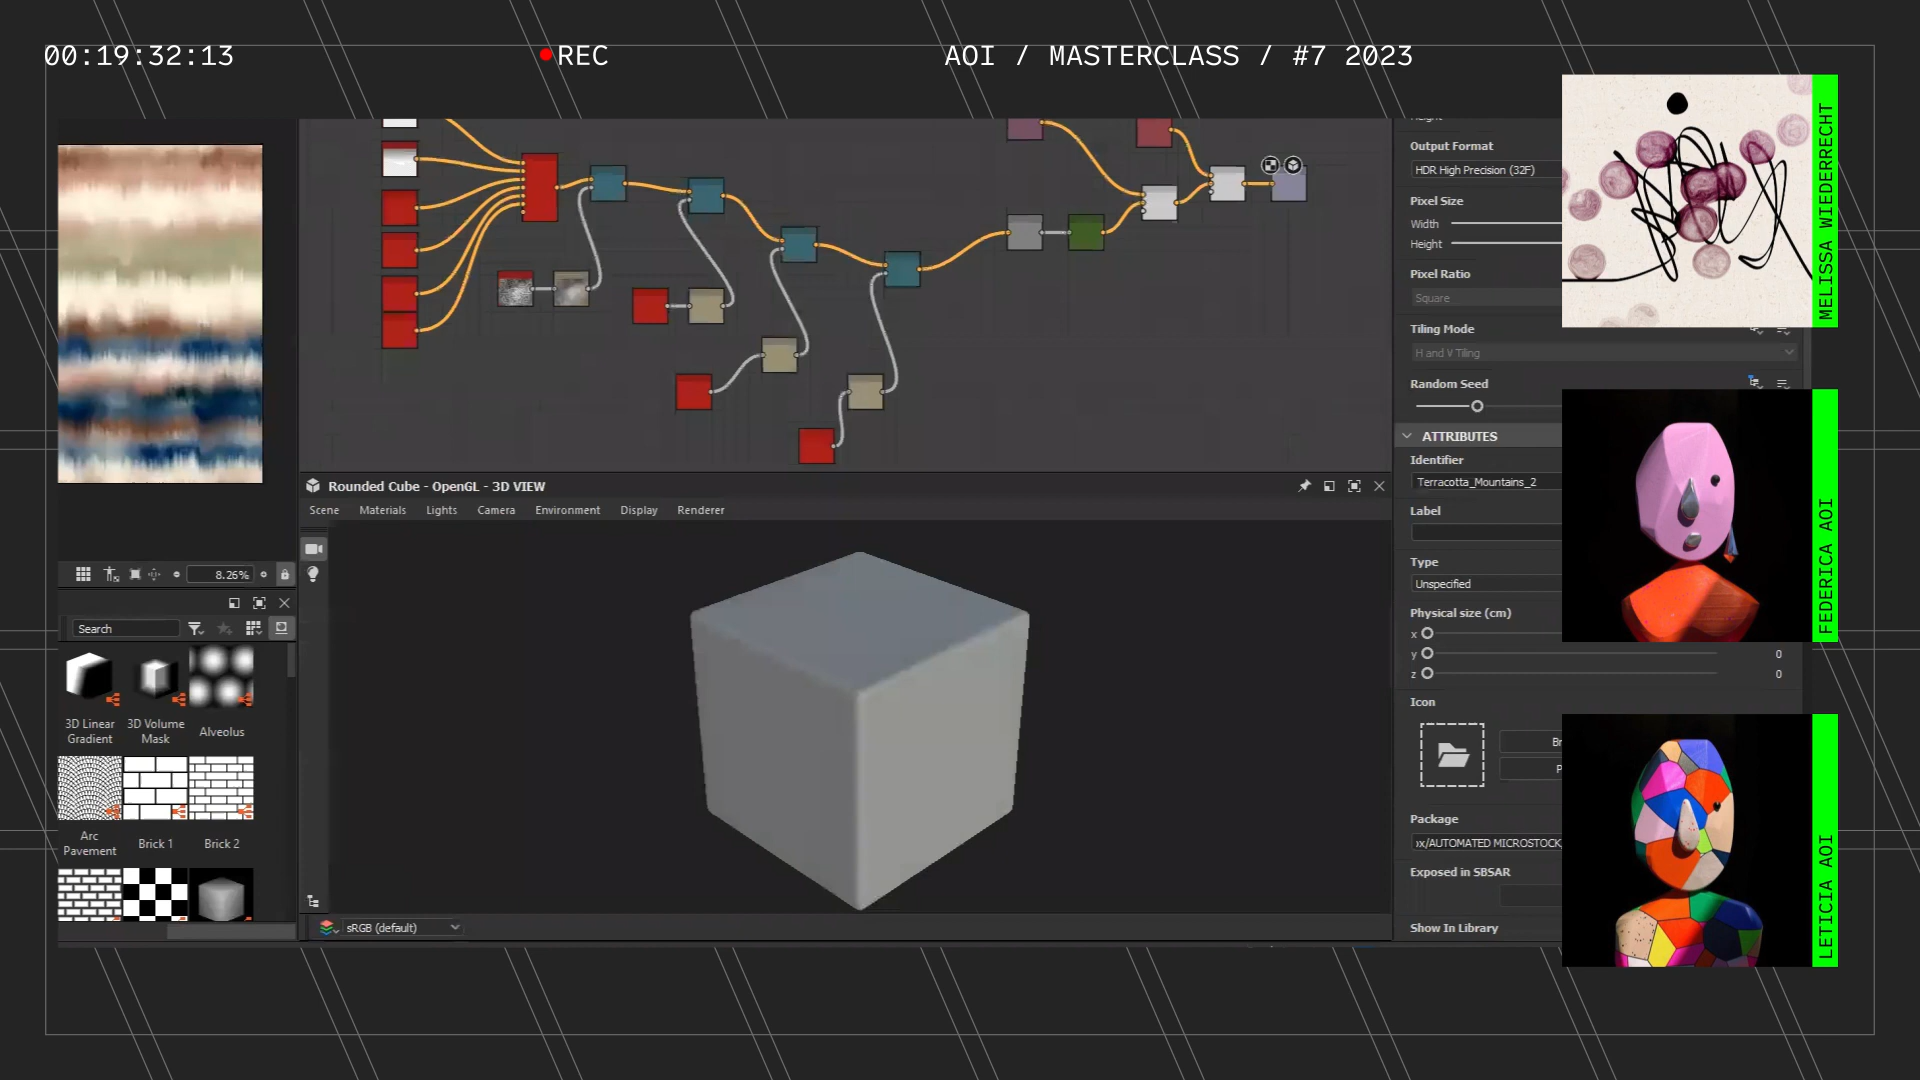 00:19:32:13
REC
AOI / MASTERCLASS / #7 2023
Output Format
HDR High Precision (32F)
Pixel Size
Width
Height
Pixel Ratio
Square
Tiling Mode
H and V Tiling
Random Seed
ATTRIBUTES
Identifier
Terracotta_Mountains_2
Label
Type
Unspecified
Physical size (cm)
x
y
0
z
0
Icon
Package
Exposed in SBSAR
Show In Library
MELISSA WIEDERRECHT
FEDERICA AOI
LETICIA AOI
Rounded Cube - OpenGL - 3D VIEW
Scene Materials Lights Camera Environment Display Renderer
sRGB (default)
8.26%
Search
3D Linear Gradient
3D Volume Mask
Alveolus
Arc Pavement
Brick 1
Brick 2